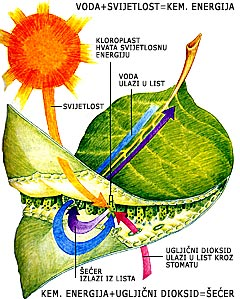 VODA+SVIJETLOST=KEM. ENERGIJA
KLOROPLAST
HVATA SVIJETLOSNU
ENERGIJU
VODA
ULAZI U LIST
SVIJETLOST
UGLJIČNI DIOKSID
ULAZI U LIST KROZ
STOMATU
ŠEĆER
IZLAZI IZ LISTA
KEM. ENERGIJA+UGLJIČNI DIOKSID=ŠEĆER